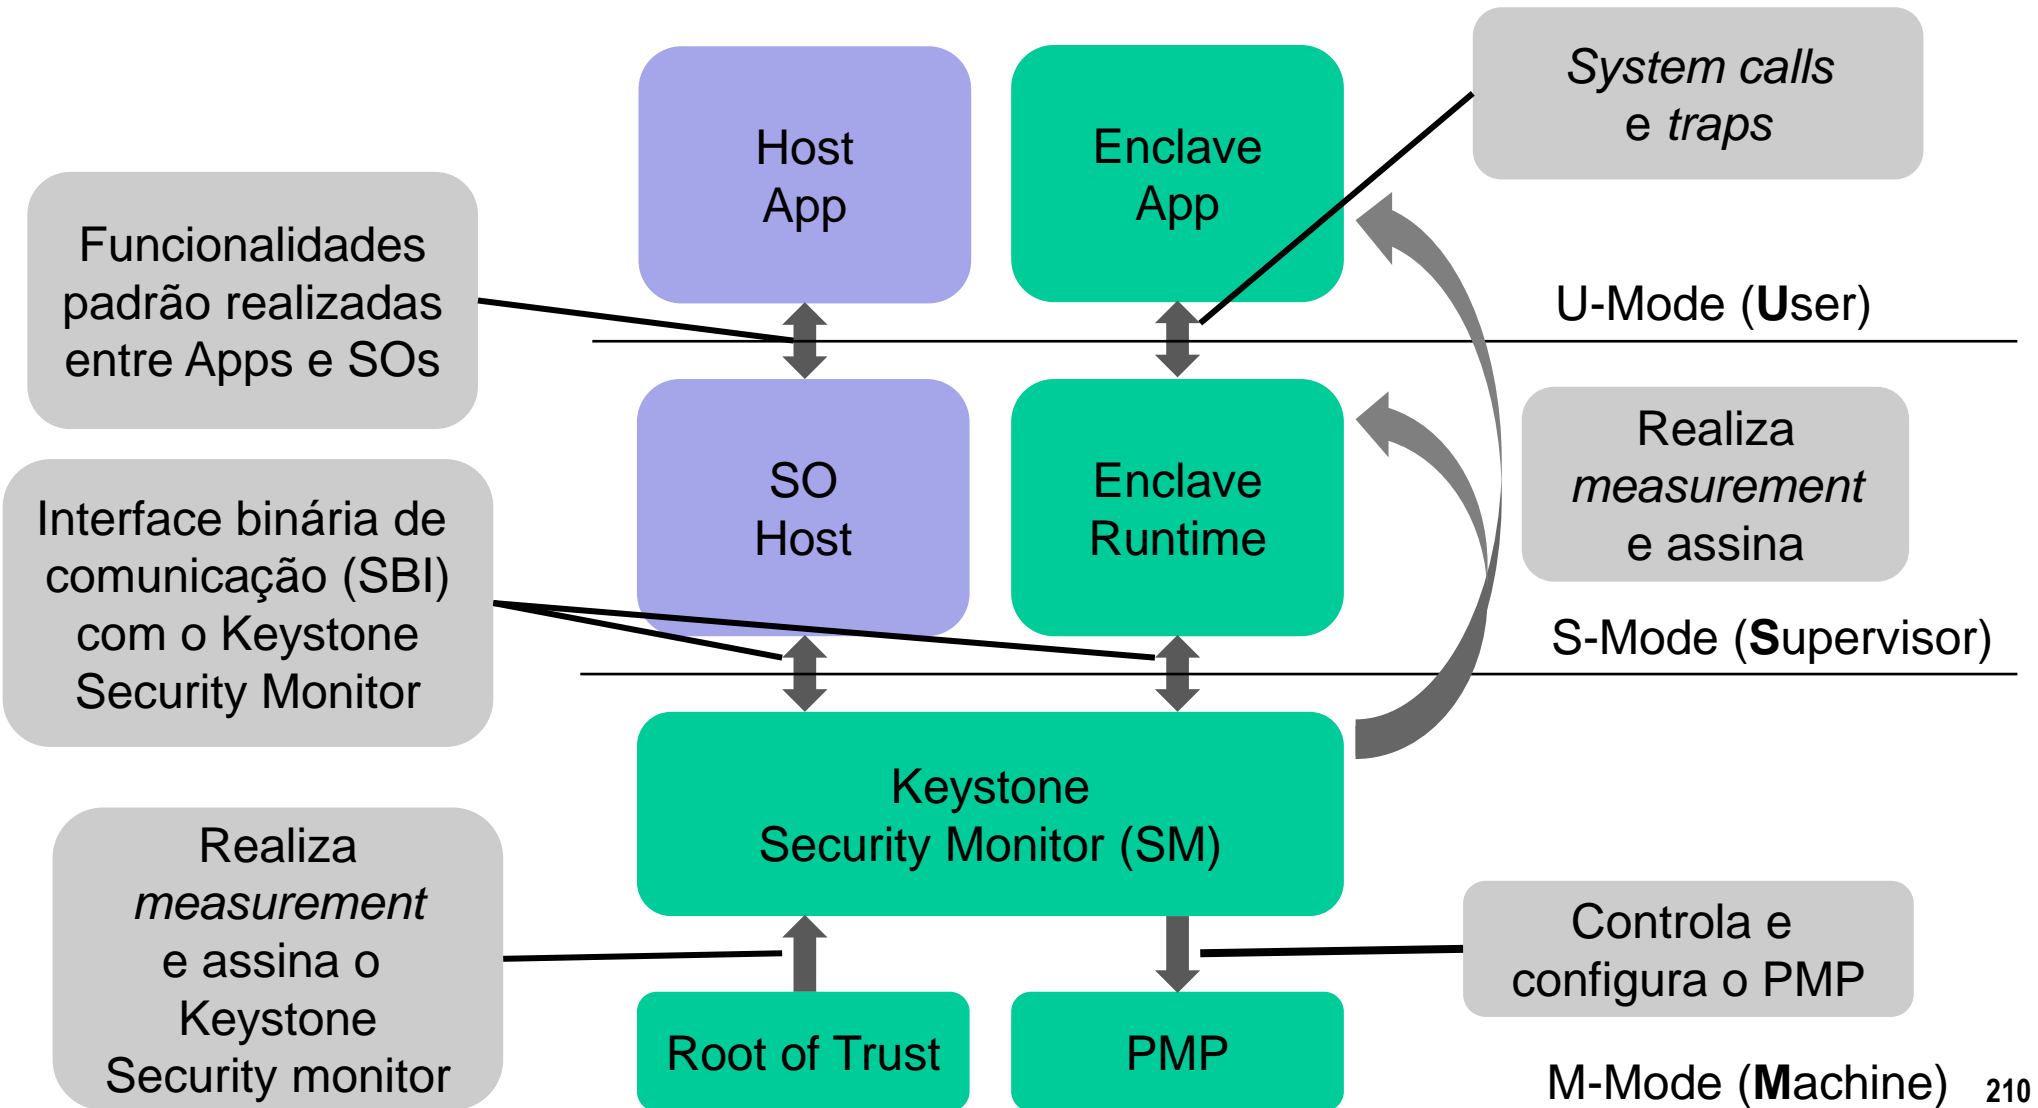 System calls
e traps
Host
App
Enclave
App
Funcionalidades
padrão realizadas
entre Apps e SOs
U-Mode (User)
SO
Host
Enclave
Runtime
Realiza
measurement
e assina
Interface binária de
comunicação (SBI)
com o Keystone
Security Monitor
S-Mode (Supervisor)
Keystone
Security Monitor (SM)
Realiza
measurement
e assina o
Keystone
Security monitor
Controla e
configura o PMP
Root of Trust
PMP
M-Mode (Machine)
210